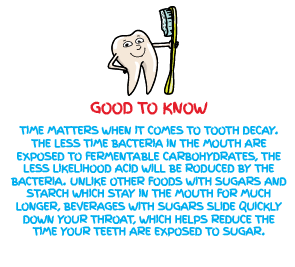 GOOD TO KNOW
TIME MATTERS WHEN IT COMES TO TOOTH DECAY.
THE LESS TIME BACTERIA IN THE MOUTH ARE
EXPOSED TO FERMENTABLE CARBOHYDRATES, THE
LESS LIKELIHOOD ACID WILL BE RODUCED BY THE
BACTERIA. UNLIKE OTHER FOODS WITH SUGARS AND
STARCH WHICH STAY IN THE MOUTH FOR MUCH
LONGER, BEVERAGES WITH SUGARS SLIDE QUICKLY
DOWN YOUR THROAT, WHICH HELPS REDUCE THE
TIME YOUR TEETH ARE EXPOSED TO SUGAR.